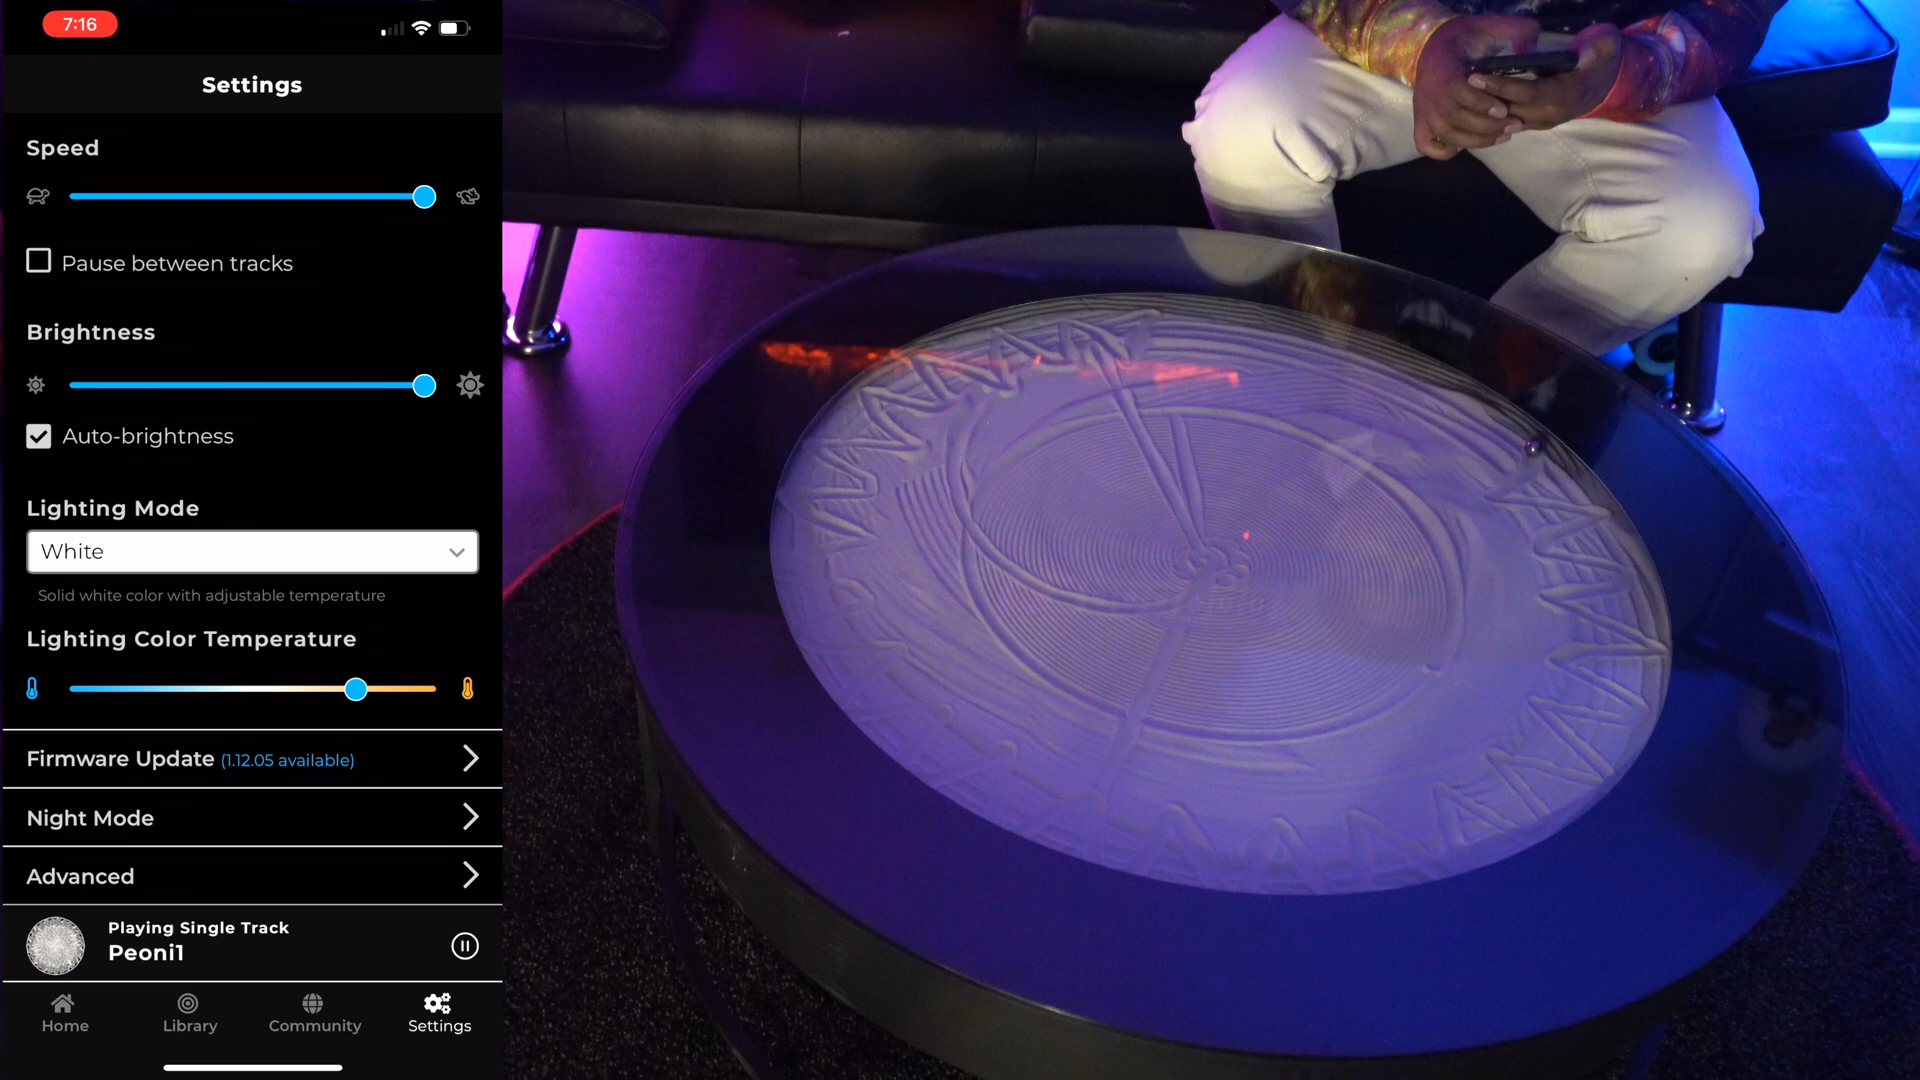 7:16
Settings
Speed
Pause between tracks
Brightness
Auto-brightness
Lighting Mode
White
Solid white color with adjustable temperature
Lighting Color Temperature
Firmware Update (1.12.05 available)
Night Mode
Advanced
Playing Single Track
Peoni1
Home
Library
Community
Settings